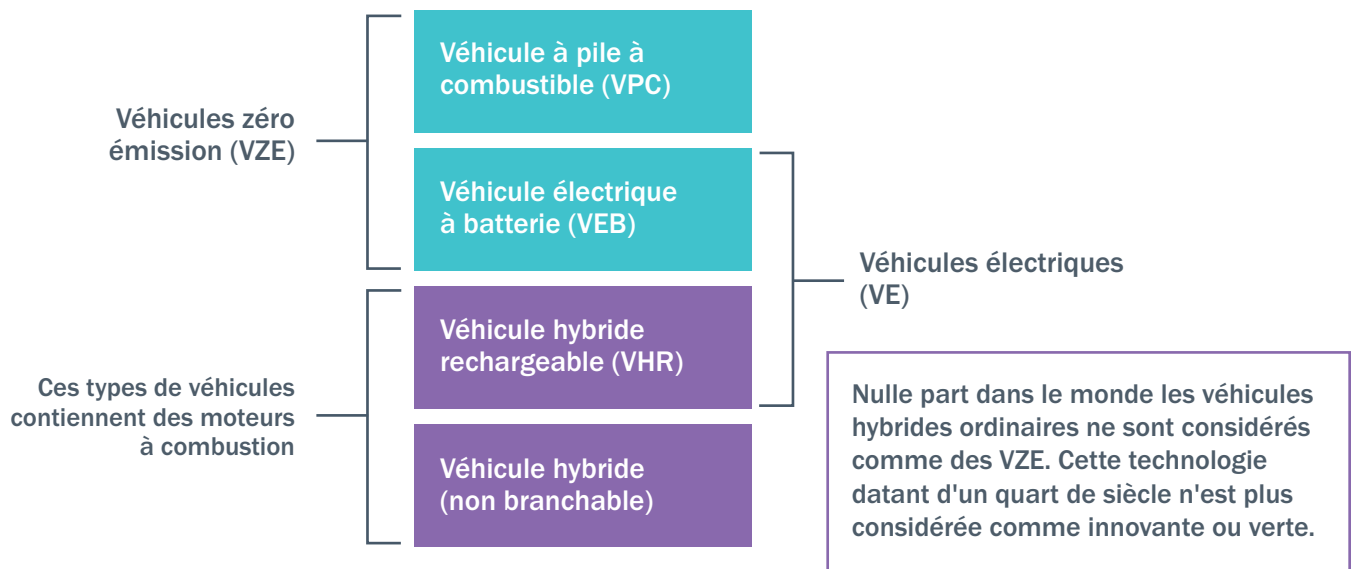 Véhicule à pile à
combustible (VPC)
Véhicules zéro
émission (VZE)
Véhicule électrique
à batterie (VEB)
Véhicules électriques
(VE)
Véhicule hybride
rechargeable (VHR)
Ces types de véhicules
contiennent des moteurs
à combustion
Véhicule hybride
(non branchable)
Nulle part dans le monde les véhicules
hybrides ordinaires ne sont considérés
comme des VZE. Cette technologie
datant d'un quart de siècle n'est plus
considérée comme innovante ou verte.